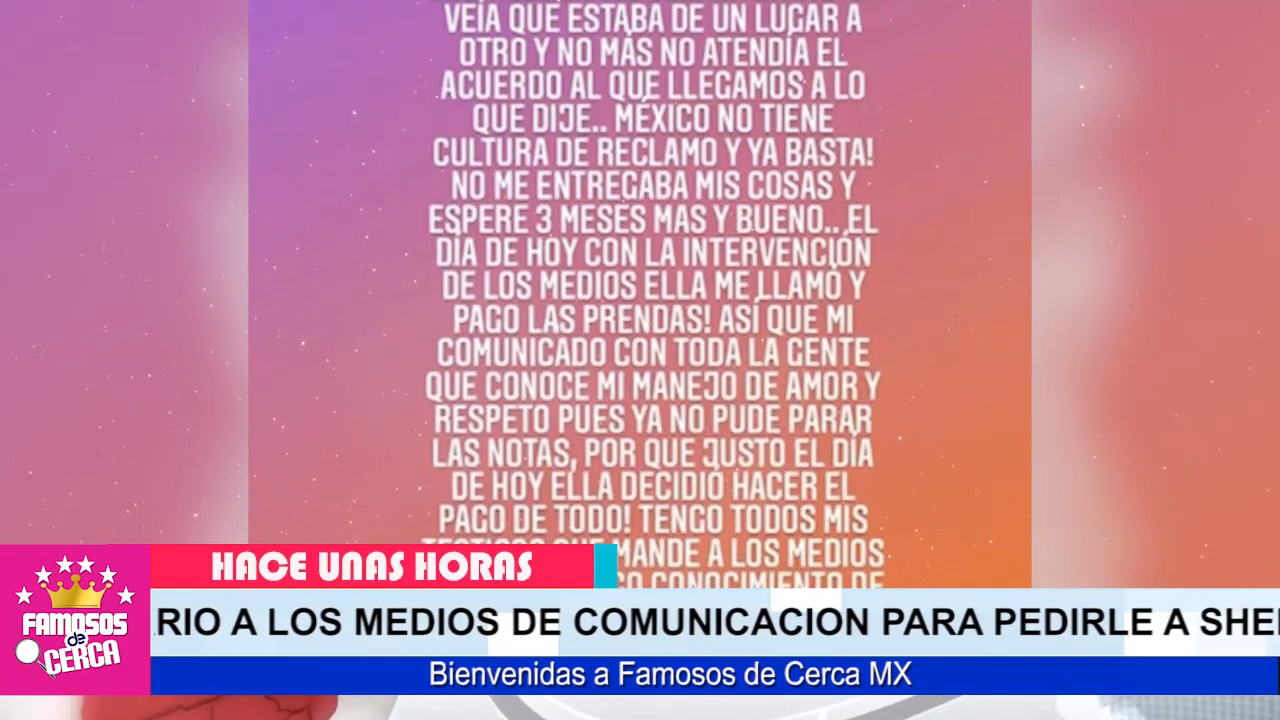 VEÍA QUE ESTABA DE UN LUGAR A
OTRO Y NO MÁS NO ATENDÍA EL
ACUERDO AL QUE LLEGAMOS A LO
QUE DIJE.. MÉXICO NO TIENE
CULTURA DE RECLAMO Y YA BASTA!
NO ME ENTREGABA MIS COSAS Y
ESPERE 3 MESES MAS Y BUENO.. EL
DÍA DE HOY CON LA INTERVENCIÓN
DE LOS MEDIOS ELLA ME LLAMÓ Y
PAGO LAS PRENDAS! ASÍ QUE MI
COMUNICADO CON TODA LA GENTE
QUE CONOCE MI MANEJO DE AMOR Y
RESPETO PUES YA NO PUDE PARAR
LAS NOTAS, POR QUE JUSTO EL DÍA
DE HOY ELLA DECIDIÓ HACER EL
PAGO DE TODO! TENGO TODOS MIS
MANDE A LOS MEDIOS
CONOCIMIENTO DE
HACE UNAS HORAS
RIO A LOS MEDIOS DE COMUNICACION PARA PEDIRLE A SHE
FAMOSOS
de
CERCA
Bienvenidas a Famosos de Cerca MX